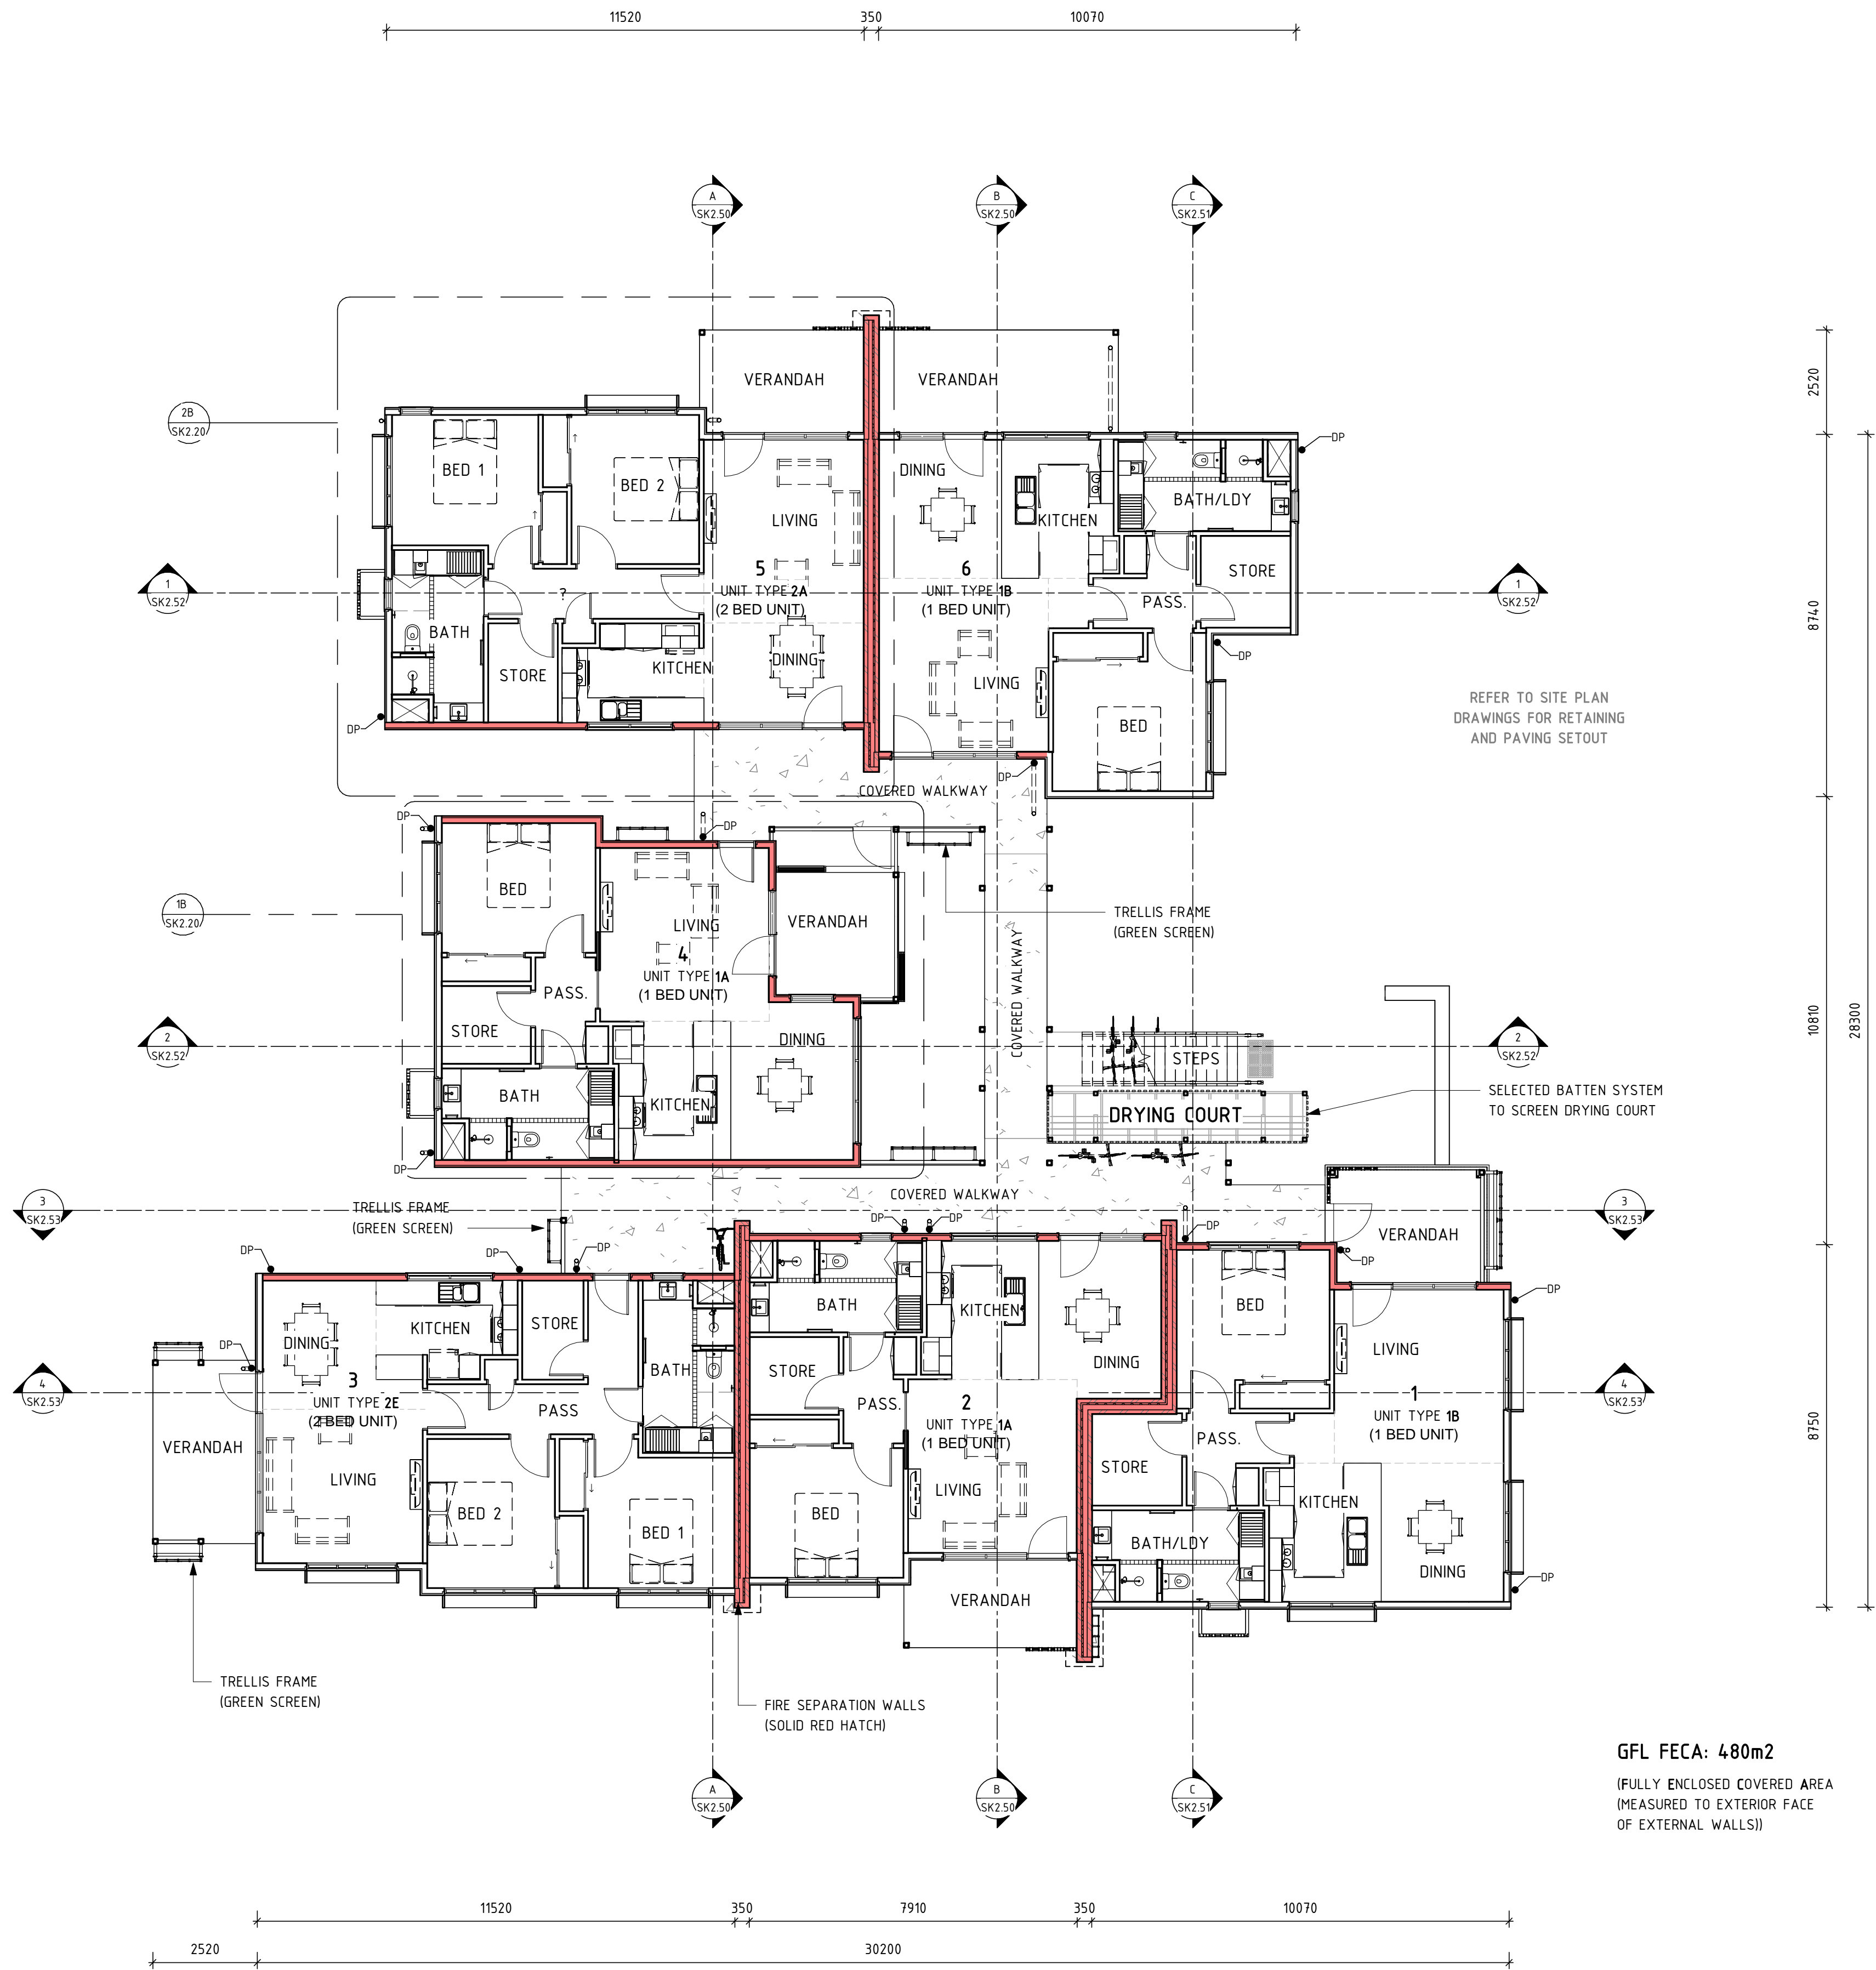 11520 350 10070
A SK2.50
B SK2.50
C SK2.51
VERANDAH VERANDAH
2520
2B SK2.20
DP
BED 1
BED 2
DINING
LIVING
KITCHEN
BATH/LDY
5
UNIT TYPE 2A
(2 BED UNIT)
6
UNIT TYPE 1B
(1 BED UNIT)
STORE
PASS.
1 SK2.52
?
1 SK2.52
8740
BATH
STORE
KITCHEN
DINING
LIVING
DP
BED
DP
DP
REFER TO SITE PLAN
DRAWINGS FOR RETAINING
AND PAVING SETOUT
COVERED WALKWAY
DP
DP
BED
1B SK2.20
LIVING
VERANDAH
TRELLIS FRAME
(GREEN SCREEN)
4
UNIT TYPE 1A
(1 BED UNIT)
PASS.
COVERED WALKWAY
STORE
DINING
2 SK2.52
STEPS
2 SK2.52
10810
28300
BATH
KITCHEN
DRYING COURT
SELECTED BATTEN SYSTEM
TO SCREEN DRYING COURT
DP
COVERED WALKWAY
3 SK2.53
TRELLIS FRAME
(GREEN SCREEN)
DP DP
DP
VERANDAH
3 SK2.53
DP
DP
DP
DP
DP
DINING
KITCHEN
STORE
BATH
BATH
KITCHEN
BED
DP
DP
4 SK2.53
3
UNIT TYPE 2E
(2 BED UNIT)
PASS
STORE
PASS.
DINING
LIVING
4 SK2.53
2
UNIT TYPE 1A
(1 BED UNIT)
1
UNIT TYPE 1B
(1 BED UNIT)
8750
VERANDAH
LIVING
BED 2
BED 1
BED
LIVING
PASS.
STORE
KITCHEN
BATH/LDY
DINING
DP
VERANDAH
TRELLIS FRAME
(GREEN SCREEN)
FIRE SEPARATION WALLS
(SOLID RED HATCH)
A SK2.50
B SK2.50
C SK2.51
GFL FECA: 480m2
(FULLY ENCLOSED COVERED AREA
(MEASURED TO EXTERIOR FACE
OF EXTERNAL WALLS))
11520 350 7910 350 10070
2520 30200